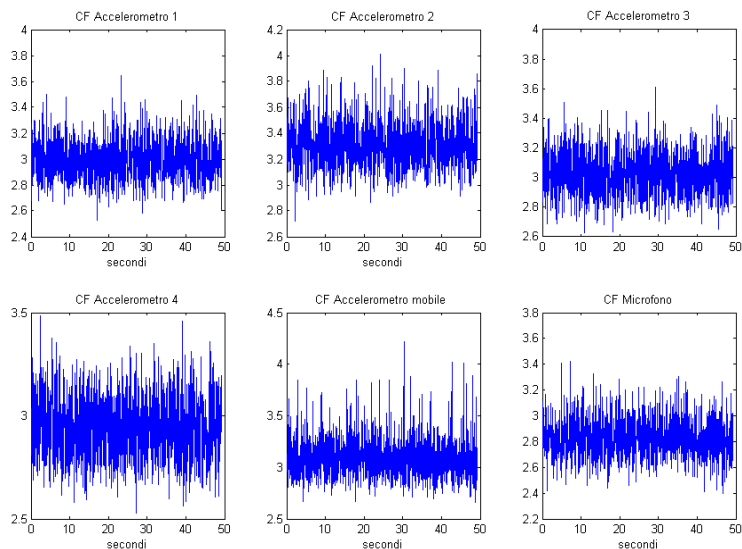 CF Accelerometro 1
4
3.8
3.6
3.4
3.2
3
2.8
2.6
2.4
0 10 20 30 40 50
secondi
CF Accelerometro 2
4.2
4
3.8
3.6
3.4
3.2
3
2.8
2.6
0 10 20 30 40 50
secondi
CF Accelerometro 3
4
3.8
3.6
3.4
3.2
3
2.8
2.6
0 10 20 30 40 50
secondi
CF Accelerometro 4
3.5
3
2.5
0 10 20 30 40 50
secondi
CF Accelerometro mobile
4.5
4
3.5
3
2.5
0 10 20 30 40 50
secondi
CF Microfono
3.8
3.6
3.4
3.2
3
2.8
2.6
2.4
2.2
0 10 20 30 40 50
secondi